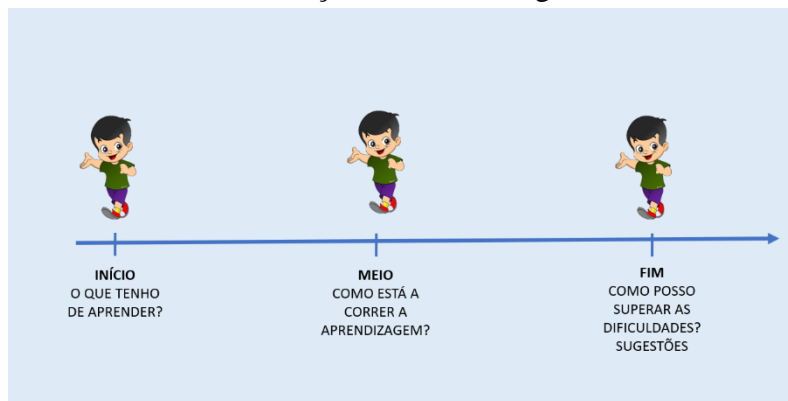 INÍCIO
O QUE TENHO
DE APRENDER?
MEIO
COMO ESTÁ A
CORRER A
APRENDIZAGEM?
FIM
COMO POSSO
SUPERAR AS
DIFICULDADES?
SUGESTÕES